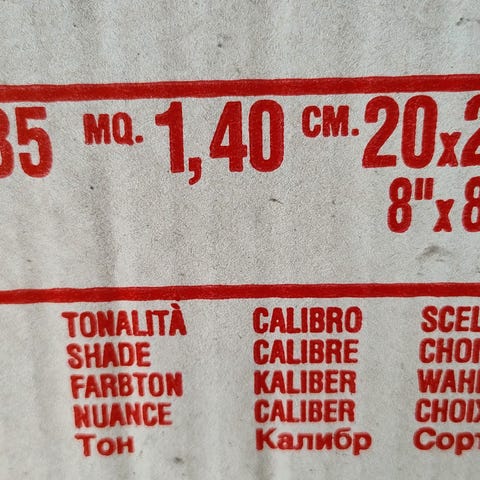 35 MQ. 1,40 CM. 20x2
8"x8
TONALITÀ CALIBRO SCEL
SHADE CALIBRE CHOI
FARBTON KALIBER WAHL
NUANCE CALIBER CHOIX
Тон Калибр Сорт